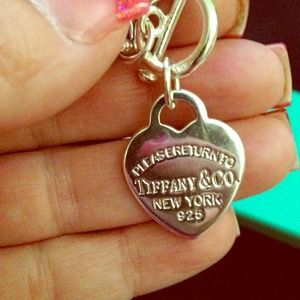 PLEASE RETURN TO
TIFFANY & CO.
NEW YORK
925